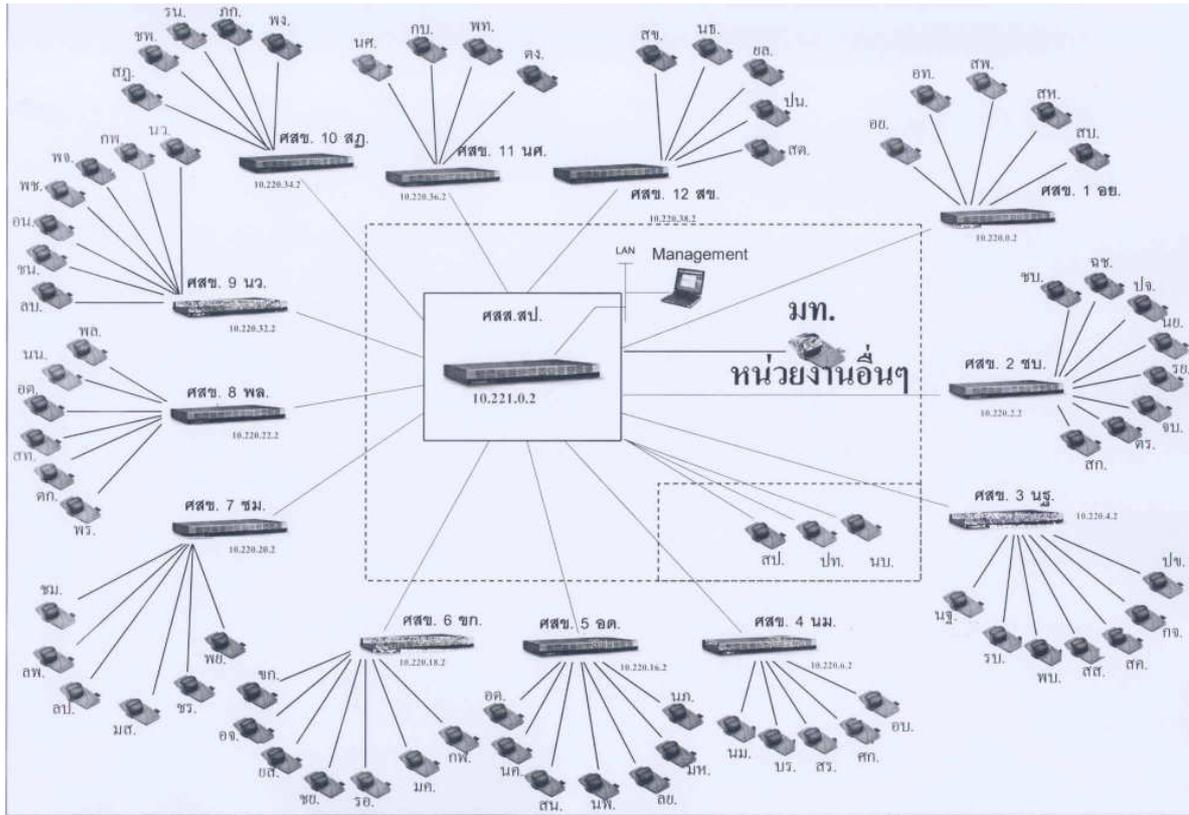 รน.
ภก.
ชพ.
พง.
สฎ.
ศสข. 10 สฎ.
10.220.34.2
นศ.
กบ.
พท.
ตง.
ศสข. 11 นศ.
10.220.36.2
สข.
นธ.
ยล.
ปน.
สต.
ศสข. 12 สข.
10.220.38.2
อย.
อท.
สพ.
สห.
สบ.
ศสข. 1 อย.
10.220.0.2
พช.
พจ.
กพ.
นว.
อน.
ชน.
ลบ.
ศสข. 9 นว.
10.220.32.2
LAN
Management
ศสส.สป.
10.221.0.2
มท.
หน่วยงานอื่นๆ
ชบ.
ฉช.
ปจ.
นย.
รย.
จบ.
ตร.
สก.
ศสข. 2 ชบ.
10.220.2.2
พล.
นน.
อต.
สท.
ตก.
พร.
ศสข. 8 พล.
10.220.22.2
ศสข. 7 ชม.
10.220.20.2
ชม.
ลพ.
ลป.
มส.
ชร.
พย.
ศสข. 3 นฐ.
10.220.4.2
นฐ.
รบ.
พบ.
สส.
สค.
กจ.
ปข.
สป.
ปท.
นบ.
ศสข. 6 ขก.
10.220.18.2
ขก.
อจ.
ยส.
ชย.
รอ.
มค.
กฬ.
ศสข. 5 อด.
10.220.16.2
อด.
นค.
สน.
นพ.
ลย.
มห.
นภ.
ศสข. 4 นม.
10.220.6.2
นม.
บร.
สร.
ศก.
อบ.